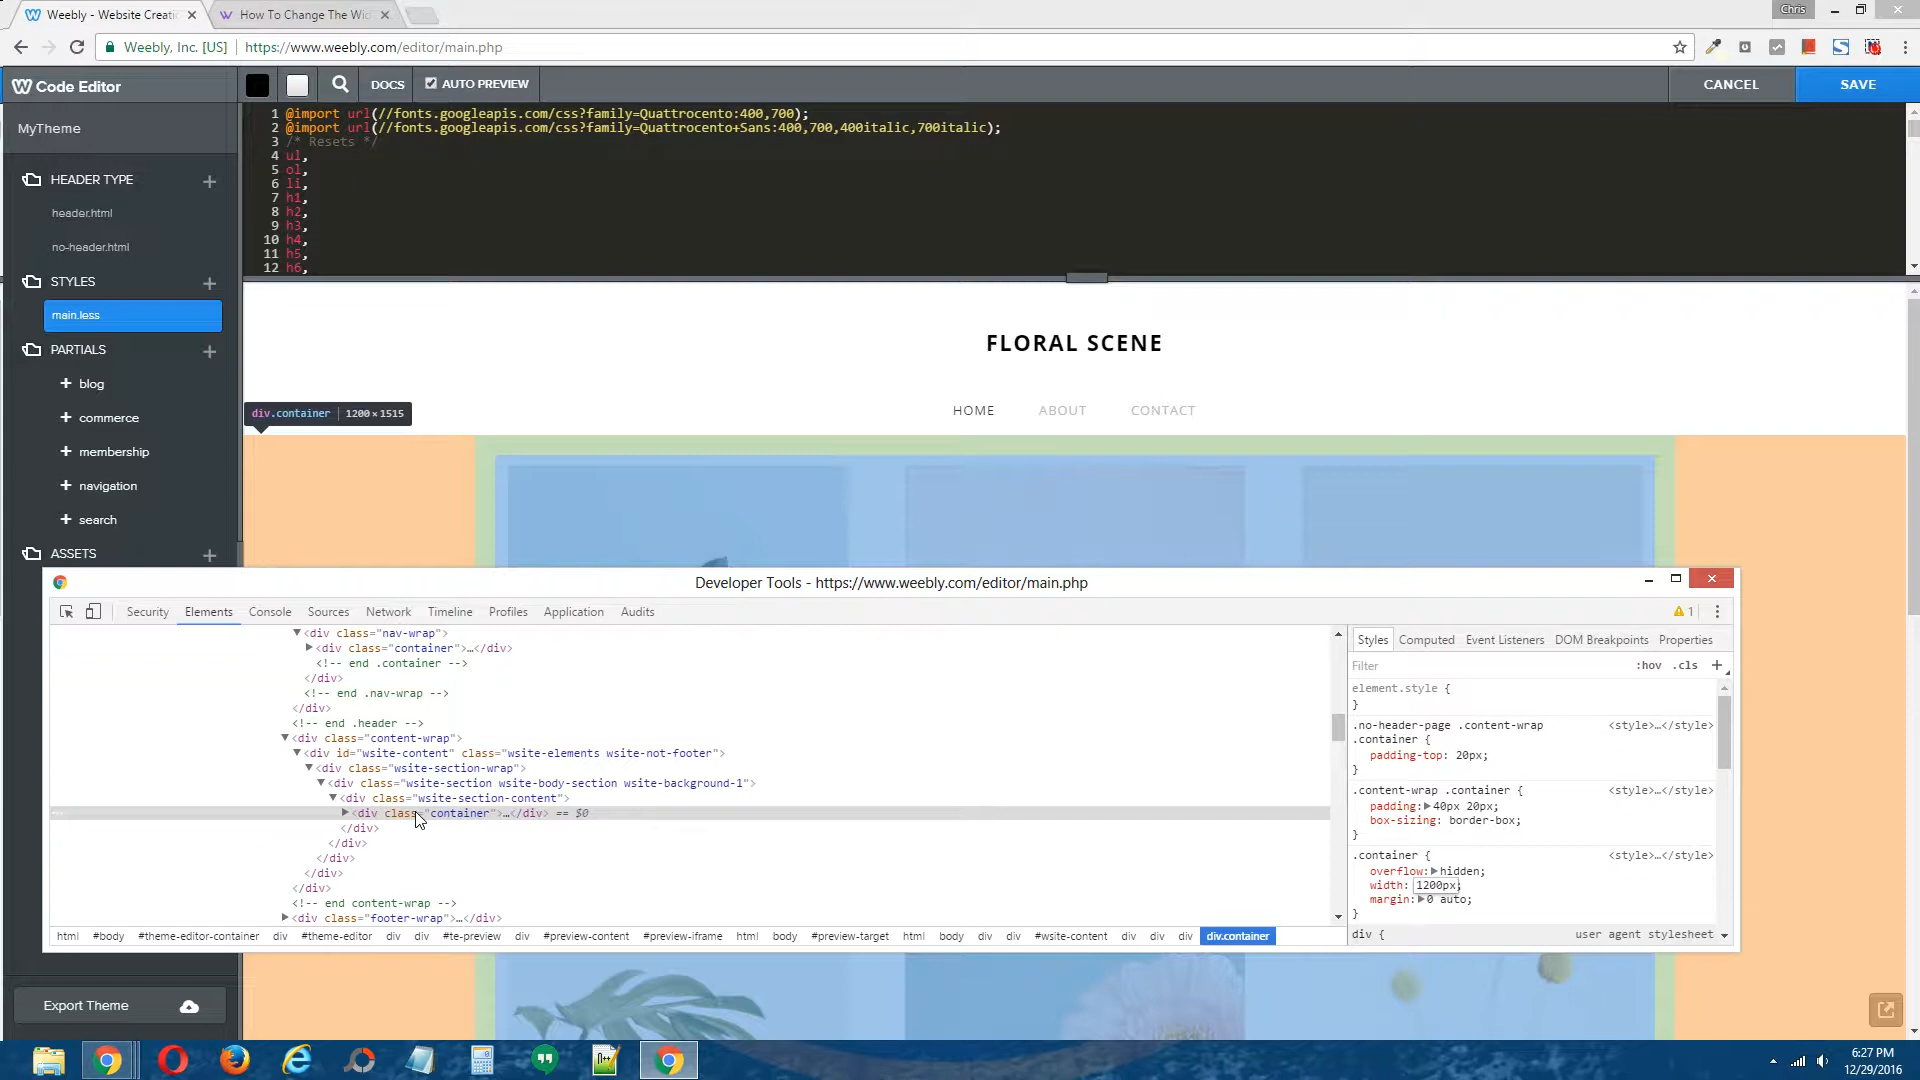 Weebly - Website Creatic
How To Change The Wid
Chris
Weebly, Inc. [US] https://www.weebly.com/editor/main.php
Code Editor
DOCS
AUTO PREVIEW
CANCEL
SAVE
MyTheme
HEADER TYPE
header.html
no-header.html
STYLES
main.less
PARTIALS
blog
commerce
membership
navigation
search
ASSETS
Export Theme
1 @import url(//fonts.googleapis.com/css?family=Quattrocento:400,700);
2 @import url(//fonts.googleapis.com/css?family=Quattrocento+Sans:400,700,400italic,700italic);
3 /* Resets */
4 ul,
5 ol,
6 li,
7 h1,
8 h2,
9 h3,
10 h4,
11 h5,
12 h6,
FLORAL SCENE
HOME ABOUT CONTACT
div.container 1200 × 1515
Developer Tools - https://www.weebly.com/editor/main.php
Security Elements Console Sources Network Timeline Profiles Application Audits
1
<div class="nav-wrap">
<div class="container">…</div>
<!-- end .container -->
</div>
<!-- end .nav-wrap -->
</div>
<!-- end .header -->
<div class="content-wrap">
<div id="wsite-content" class="wsite-elements wsite-not-footer">
<div class="wsite-section-wrap">
<div class="wsite-section wsite-body-section wsite-background-1">
<div class="wsite-section-content">
<div class="container">…</div> == $0
</div>
</div>
</div>
</div>
</div>
<!-- end content-wrap -->
<div class="footer-wrap">…</div>
html #body #theme-editor-container div #theme-editor div div #te-preview div #preview-content #preview-iframe html body #preview-target html body div div #wsite-content div div div div.container
Styles Computed Event Listeners DOM Breakpoints Properties
Filter :hov .cls +
element.style {
}
.no-header-page .content-wrap <style>…</style>
.container {
padding-top: 20px;
}
.content-wrap .container { <style>…</style>
padding: 40px 20px;
box-sizing: border-box;
}
.container { <style>…</style>
overflow: hidden;
width: 1200px;
margin: 0 auto;
}
div { user agent stylesheet
6:27 PM
12/29/2016